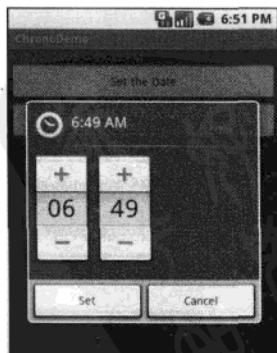 6:51 PM
ChronoDemo
Set the Date
6:49 AM
+ +
06 49
− −
Set Cancel